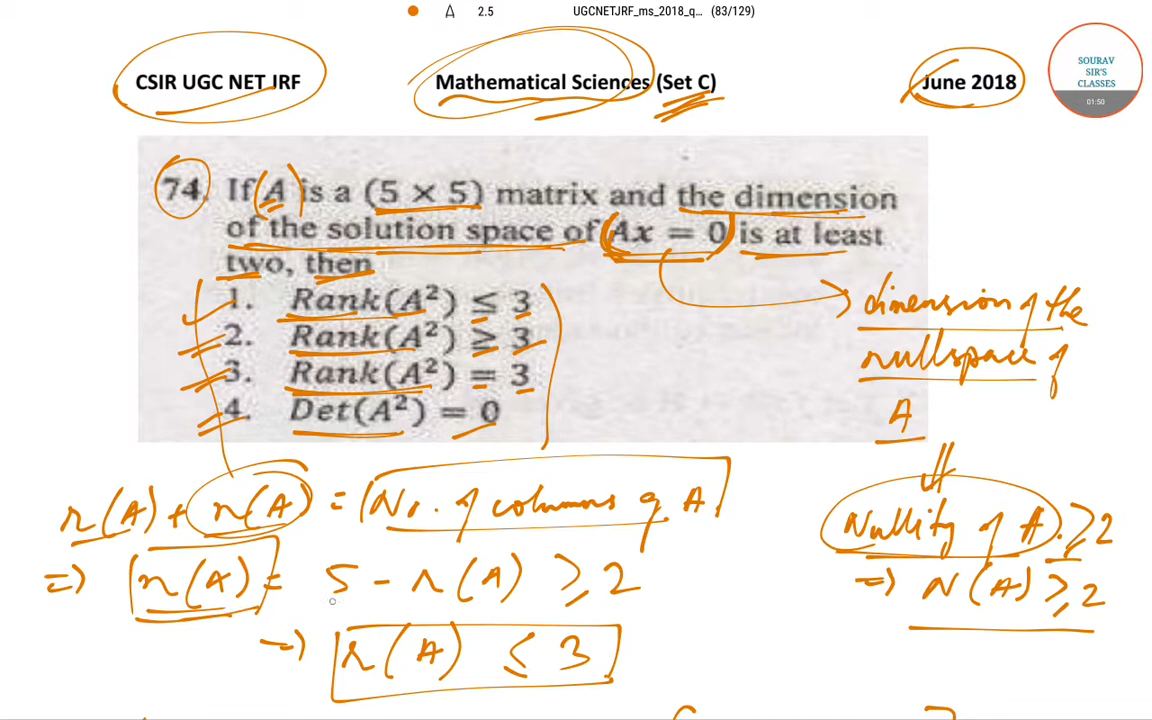 A 2.5 UGCNETJRF_ms_2018_q... (83/129)
CSIR UGC NET JRF Mathematical Sciences (Set C) June 2018
SOURAV
SIR'S
CLASSES
01:50
74. If A is a (5 × 5) matrix and the dimension
of the solution space of Ax = 0 is at least
two, then
1. Rank(A²) ≤ 3
2. Rank(A²) ≥ 3
3. Rank(A²) = 3
4. Det(A²) = 0
dimension of the
nullspace of
A
⇓
Nullity of A ≥ 2
⇒ N(A) ≥ 2
r(A) + n(A) = (No. of columns of A)
⇒ n(A) = 5 - r(A) ≥ 2
⇒ r(A) ≤ 3